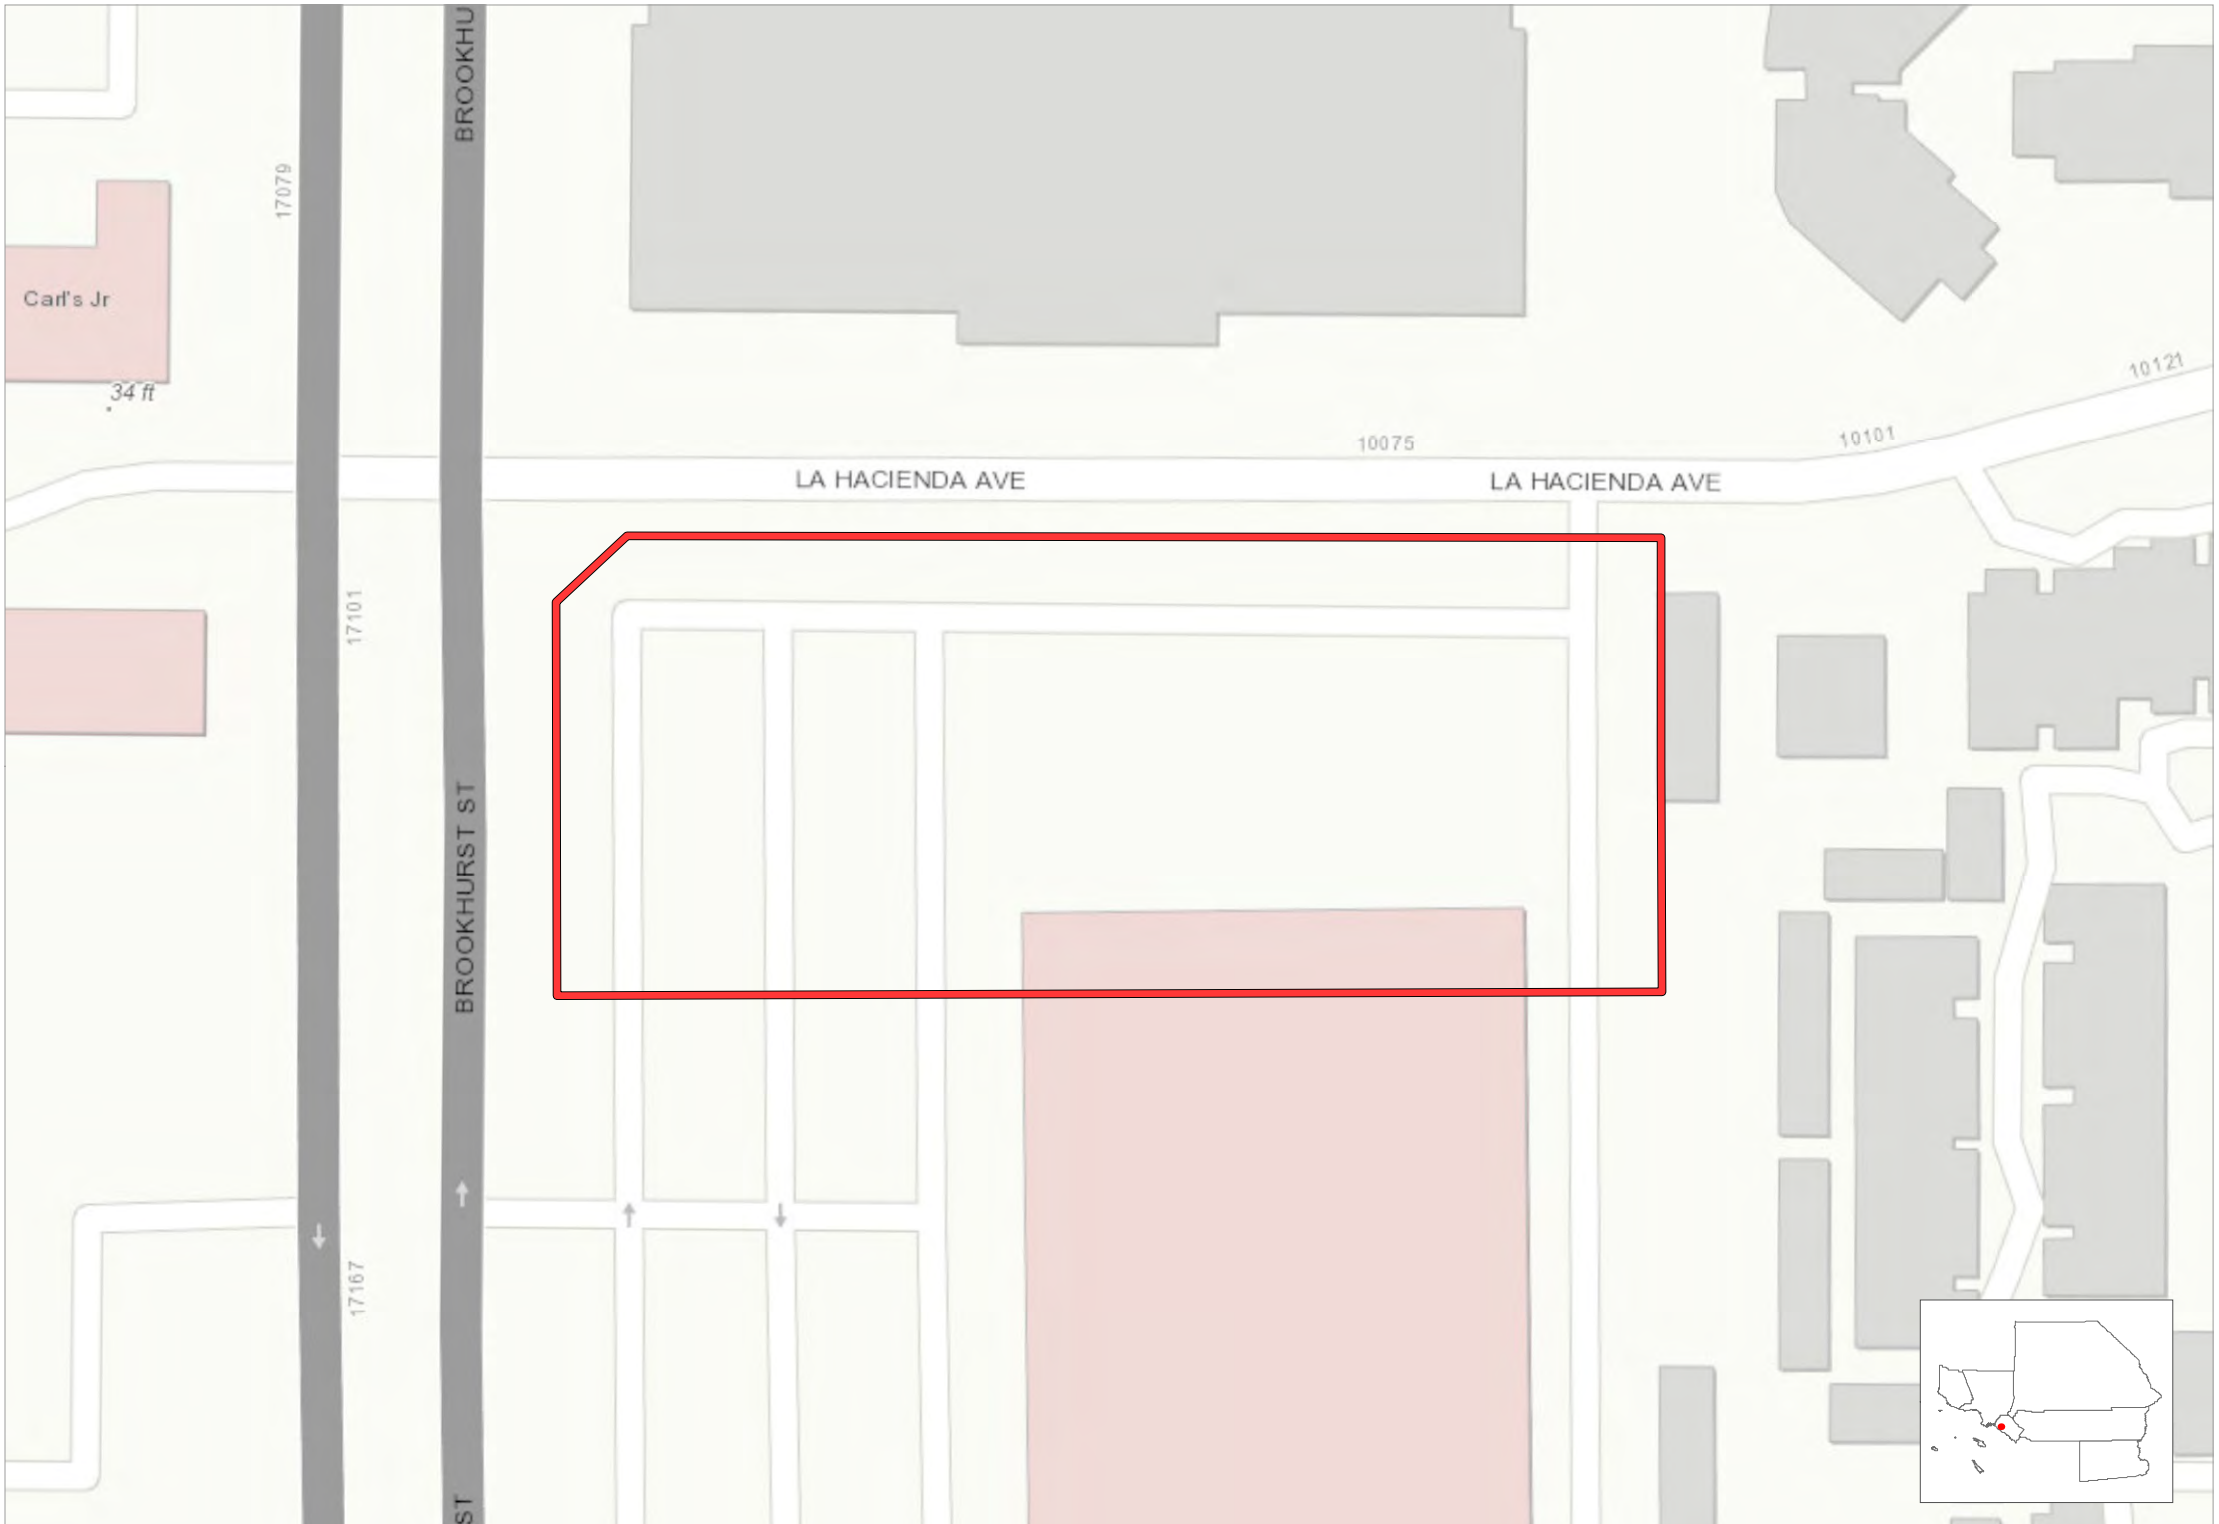 BROOKHU
17079
Carl's Jr
34 ft
10121
10075
10101
LA HACIENDA AVE
LA HACIENDA AVE
17101
BROOKHURST ST
17167
ST